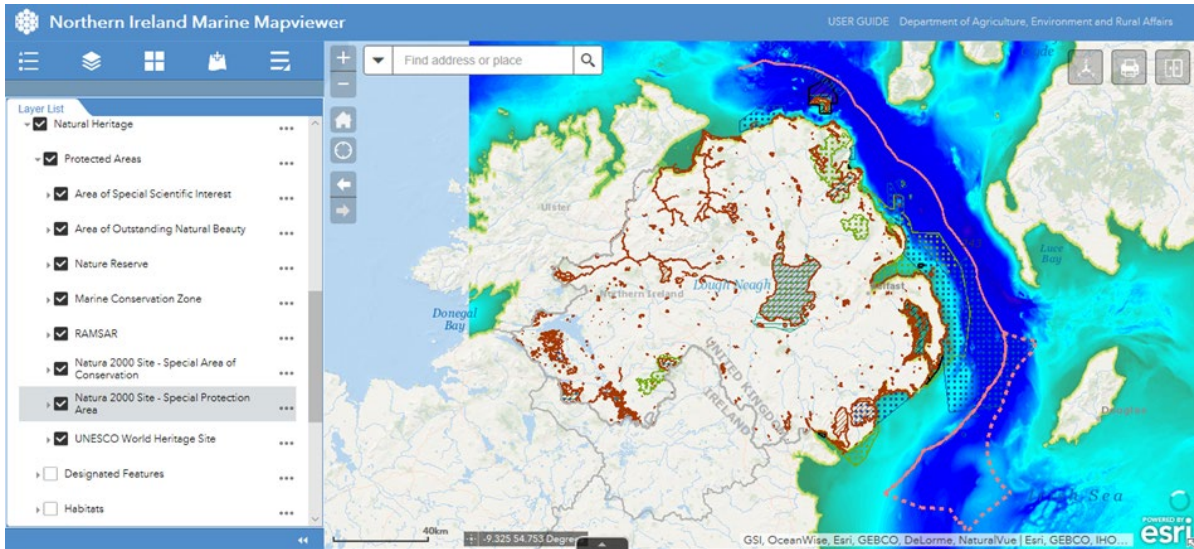 Northern Ireland Marine Mapviewer
USER GUIDE Department of Agriculture, Environment and Rural Affairs
Find address or place
Layer List
Natural Heritage
Protected Areas
Area of Special Scientific Interest
Area of Outstanding Natural Beauty
Nature Reserve
Marine Conservation Zone
RAMSAR
Natura 2000 Site - Special Area of
Conservation
Natura 2000 Site - Special Protection
Area
UNESCO World Heritage Site
Designated Features
Habitats
Ulster
Northern Ireland
Lough Neagh
Belfast
Donegal
Bay
UNITED KINGDOM
IRELAND
Luce
Bay
Douglas
Sea
40km
-9.325 54.753 Degrees
GSI, OceanWise, Esri, GEBCO, DeLorme, NaturalVue | Esri, GEBCO, IHO...
POWERED BY
esri